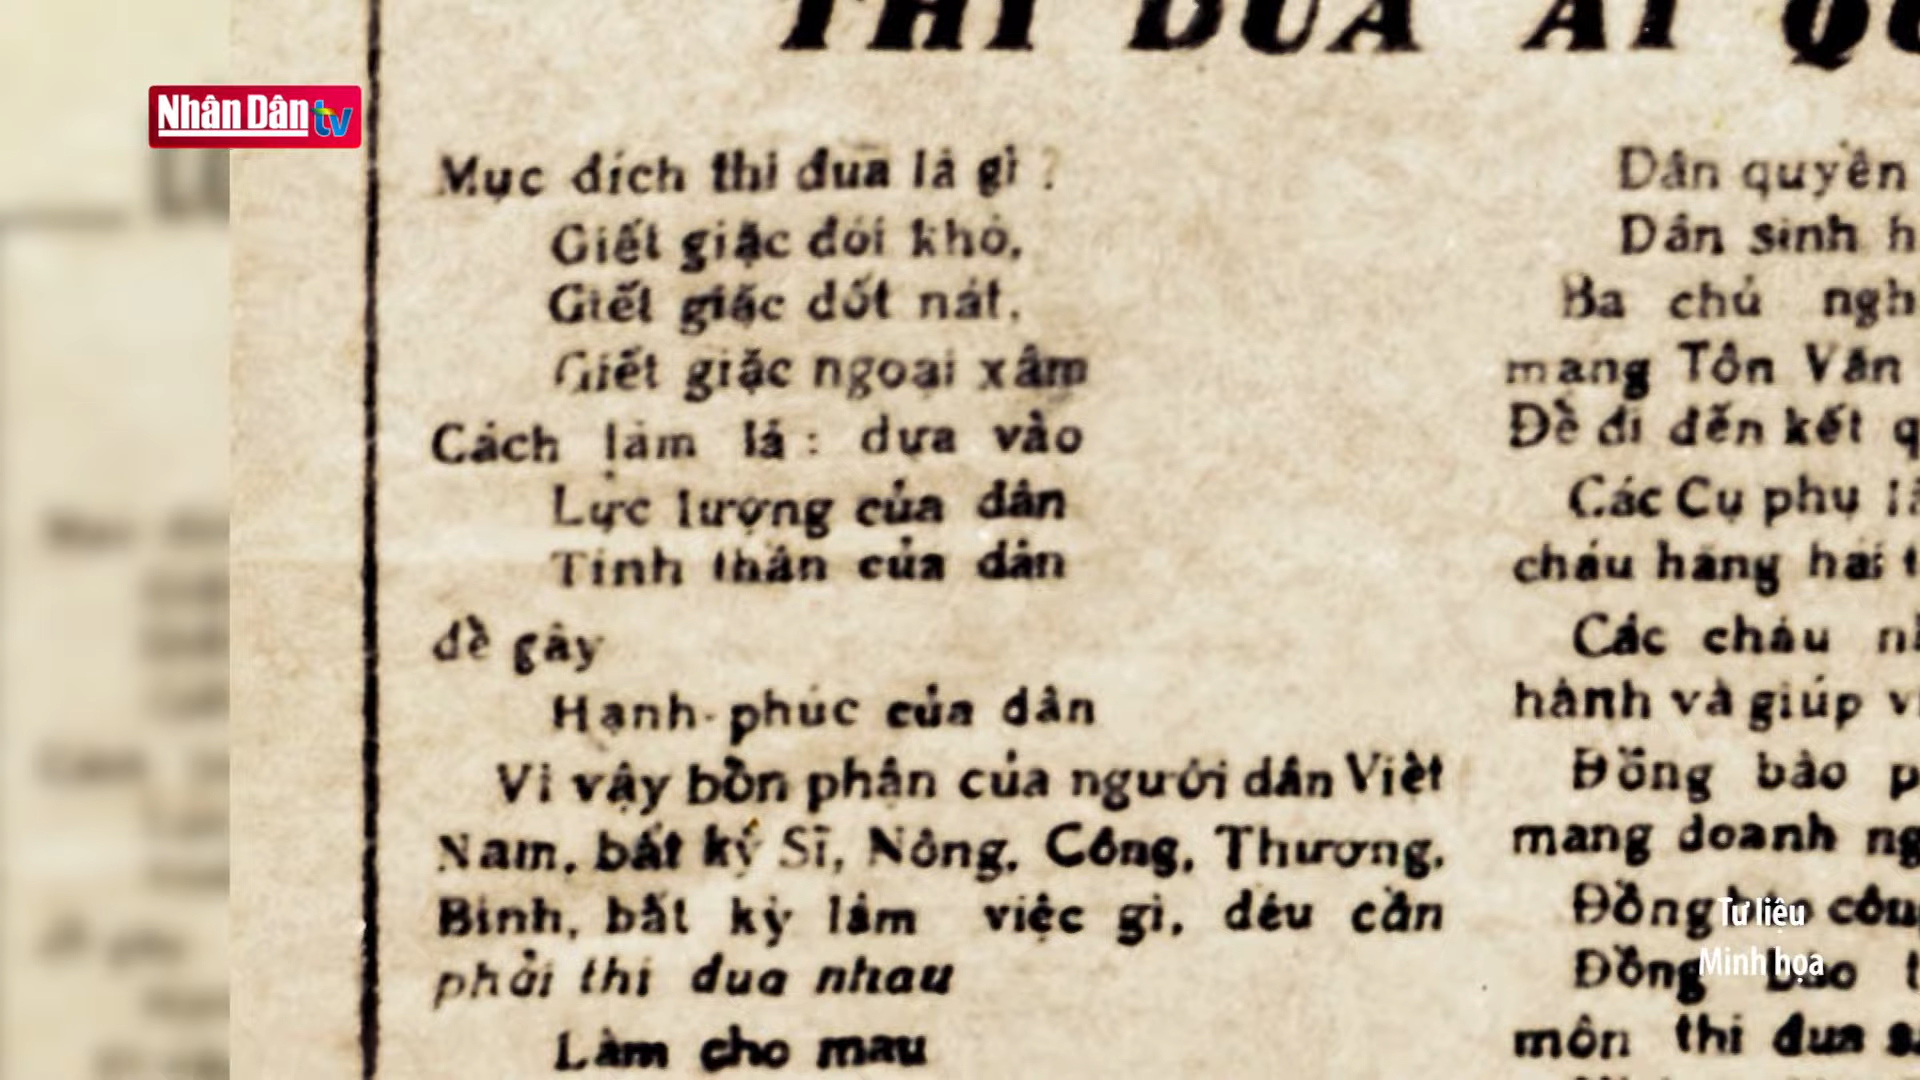 THI ĐUA ÁI QU
Nhân Dân tv
Mục đích thi đua là gì ?
Giết giặc đói khổ,
Giết giặc dốt nát,
Giết giặc ngoại xâm
Cách làm là : dựa vào
Lực lượng của dân
Tinh thần của dân
để gây
Hạnh-phúc của dân
Vì vậy bổn phận của người dân Việt
Nam, bất kỳ Sĩ, Nông, Công, Thương,
Binh, bất kỳ làm việc gì, đều cần
phải thi đua nhau
Làm cho mau
Dân quyền
Dân sinh h
Ba chủ ngh
mạng Tôn Văn
Để đi đến kết q
Các Cụ phụ lã
cháu hăng hái t
Các cháu n
hành và giúp v
Đồng bào p
mang doanh ng
Đồng công
Đồng bào t
môn thi đua s
Tư liệu
Minh họa